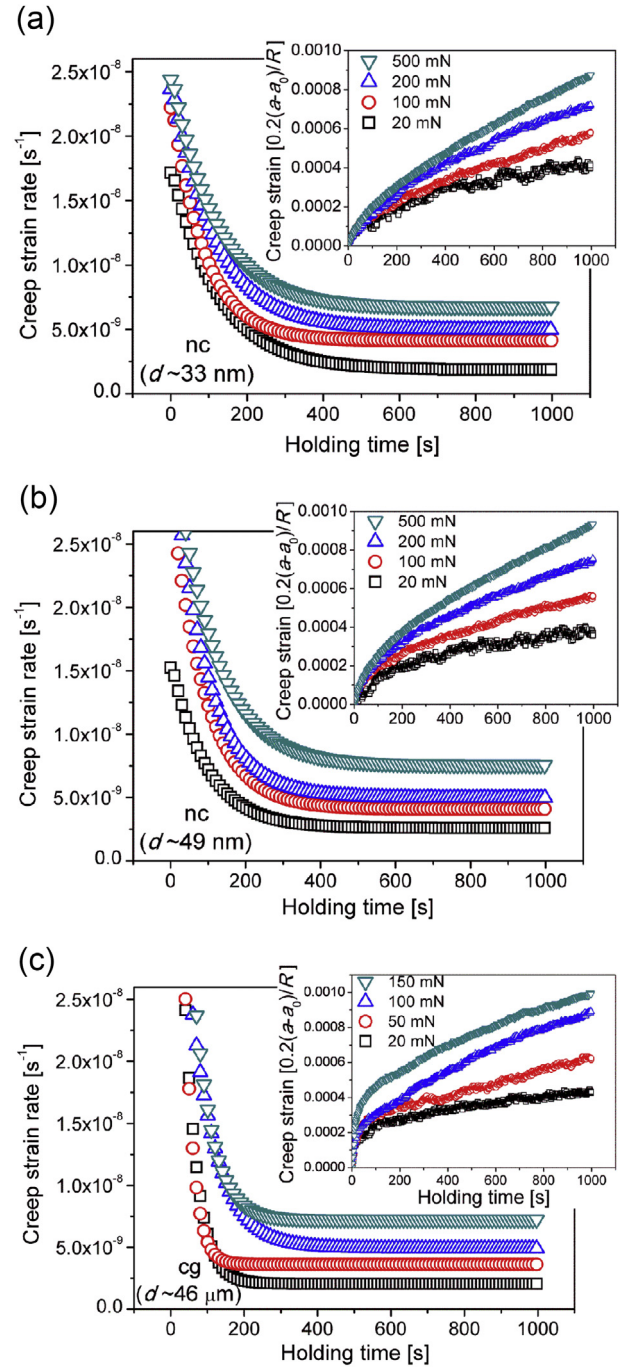 (a)
Creep strain rate [s⁻¹]
2.5x10⁻⁸
2.0x10⁻⁸
1.5x10⁻⁸
1.0x10⁻⁸
5.0x10⁻⁹
0.0
0 200 400 600 800 1000
Holding time [s]
nc
(d ~33 nm)
Creep strain [0.2(a-a₀)/R]
0.0010
0.0008
0.0006
0.0004
0.0002
0.0000
0 200 400 600 800 1000
500 mN
200 mN
100 mN
20 mN
(b)
Creep strain rate [s⁻¹]
2.5x10⁻⁸
2.0x10⁻⁸
1.5x10⁻⁸
1.0x10⁻⁸
5.0x10⁻⁹
0.0
0 200 400 600 800 1000
Holding time [s]
nc
(d ~49 nm)
Creep strain [0.2(a-a₀)/R]
0.0010
0.0008
0.0006
0.0004
0.0002
0.0000
0 200 400 600 800 1000
500 mN
200 mN
100 mN
20 mN
(c)
Creep strain rate [s⁻¹]
2.5x10⁻⁸
2.0x10⁻⁸
1.5x10⁻⁸
1.0x10⁻⁸
5.0x10⁻⁹
0.0
0 200 400 600 800 1000
Holding time [s]
cg
(d ~46 μm)
Creep strain [0.2(a-a₀)/R]
0.0010
0.0008
0.0006
0.0004
0.0002
0.0000
0 200 400 600 800 1000
Holding time [s]
150 mN
100 mN
50 mN
20 mN